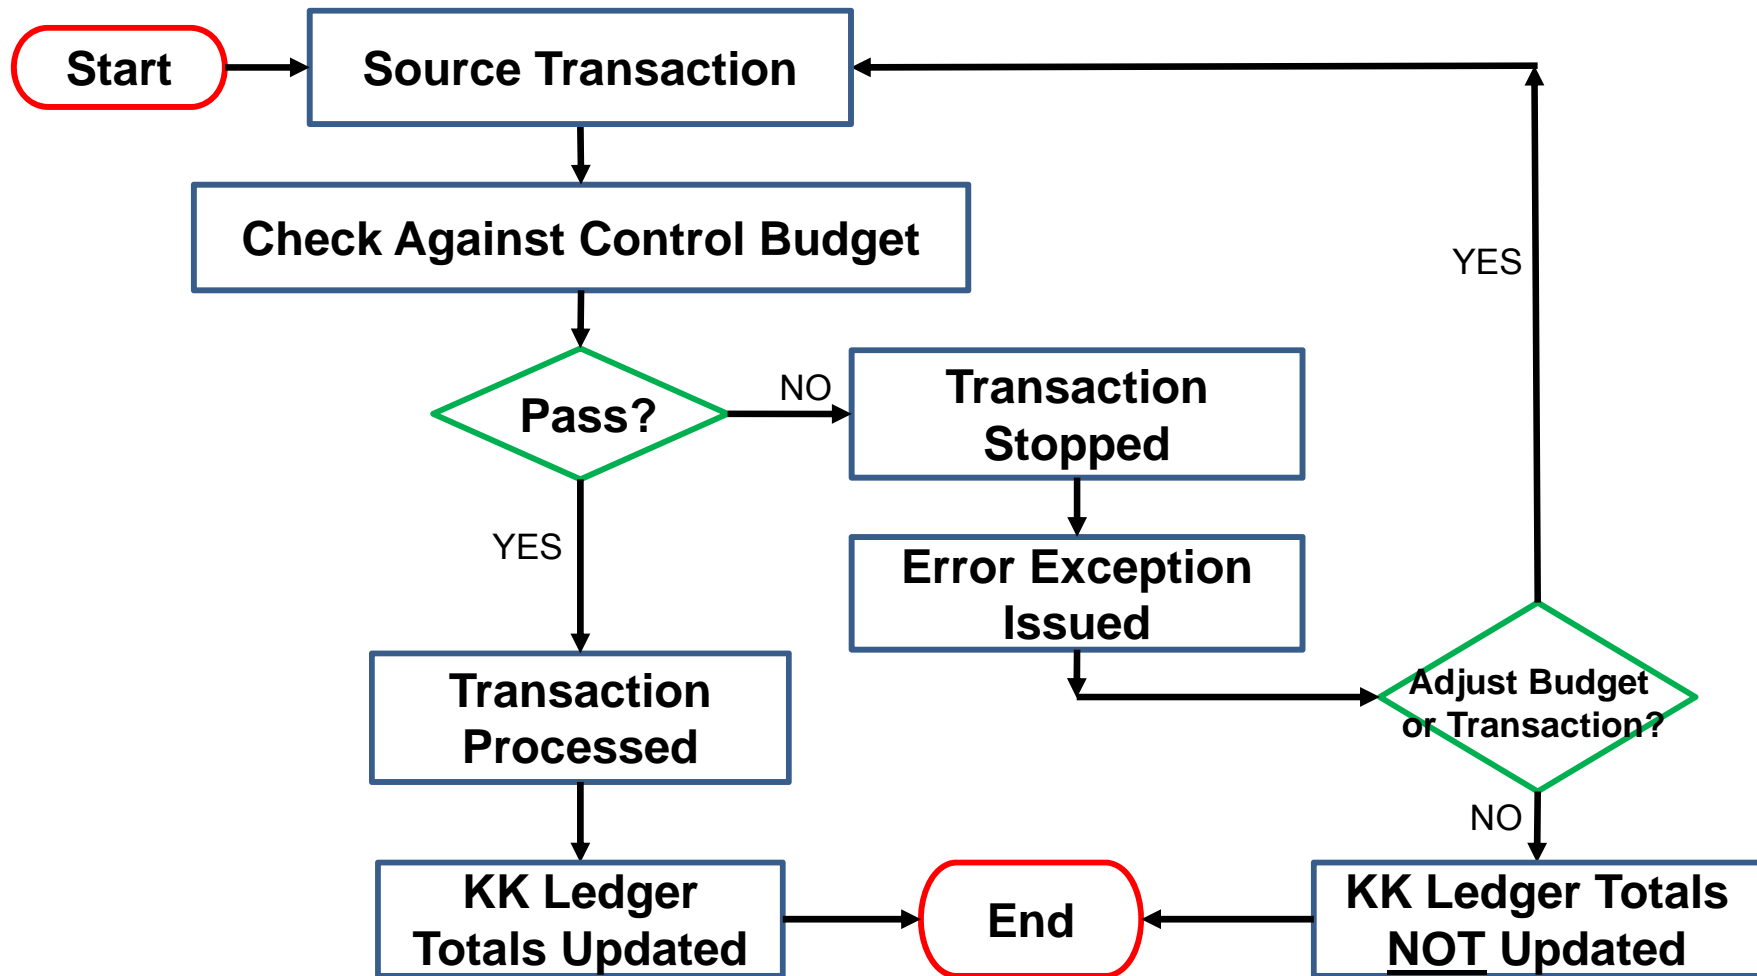 Start
Source Transaction
Check Against Control Budget
YES
Pass?
NO
Transaction
Stopped
YES
Error Exception
Issued
Transaction
Processed
Adjust Budget
or Transaction?
NO
KK Ledger
Totals Updated
End
KK Ledger Totals
NOT Updated